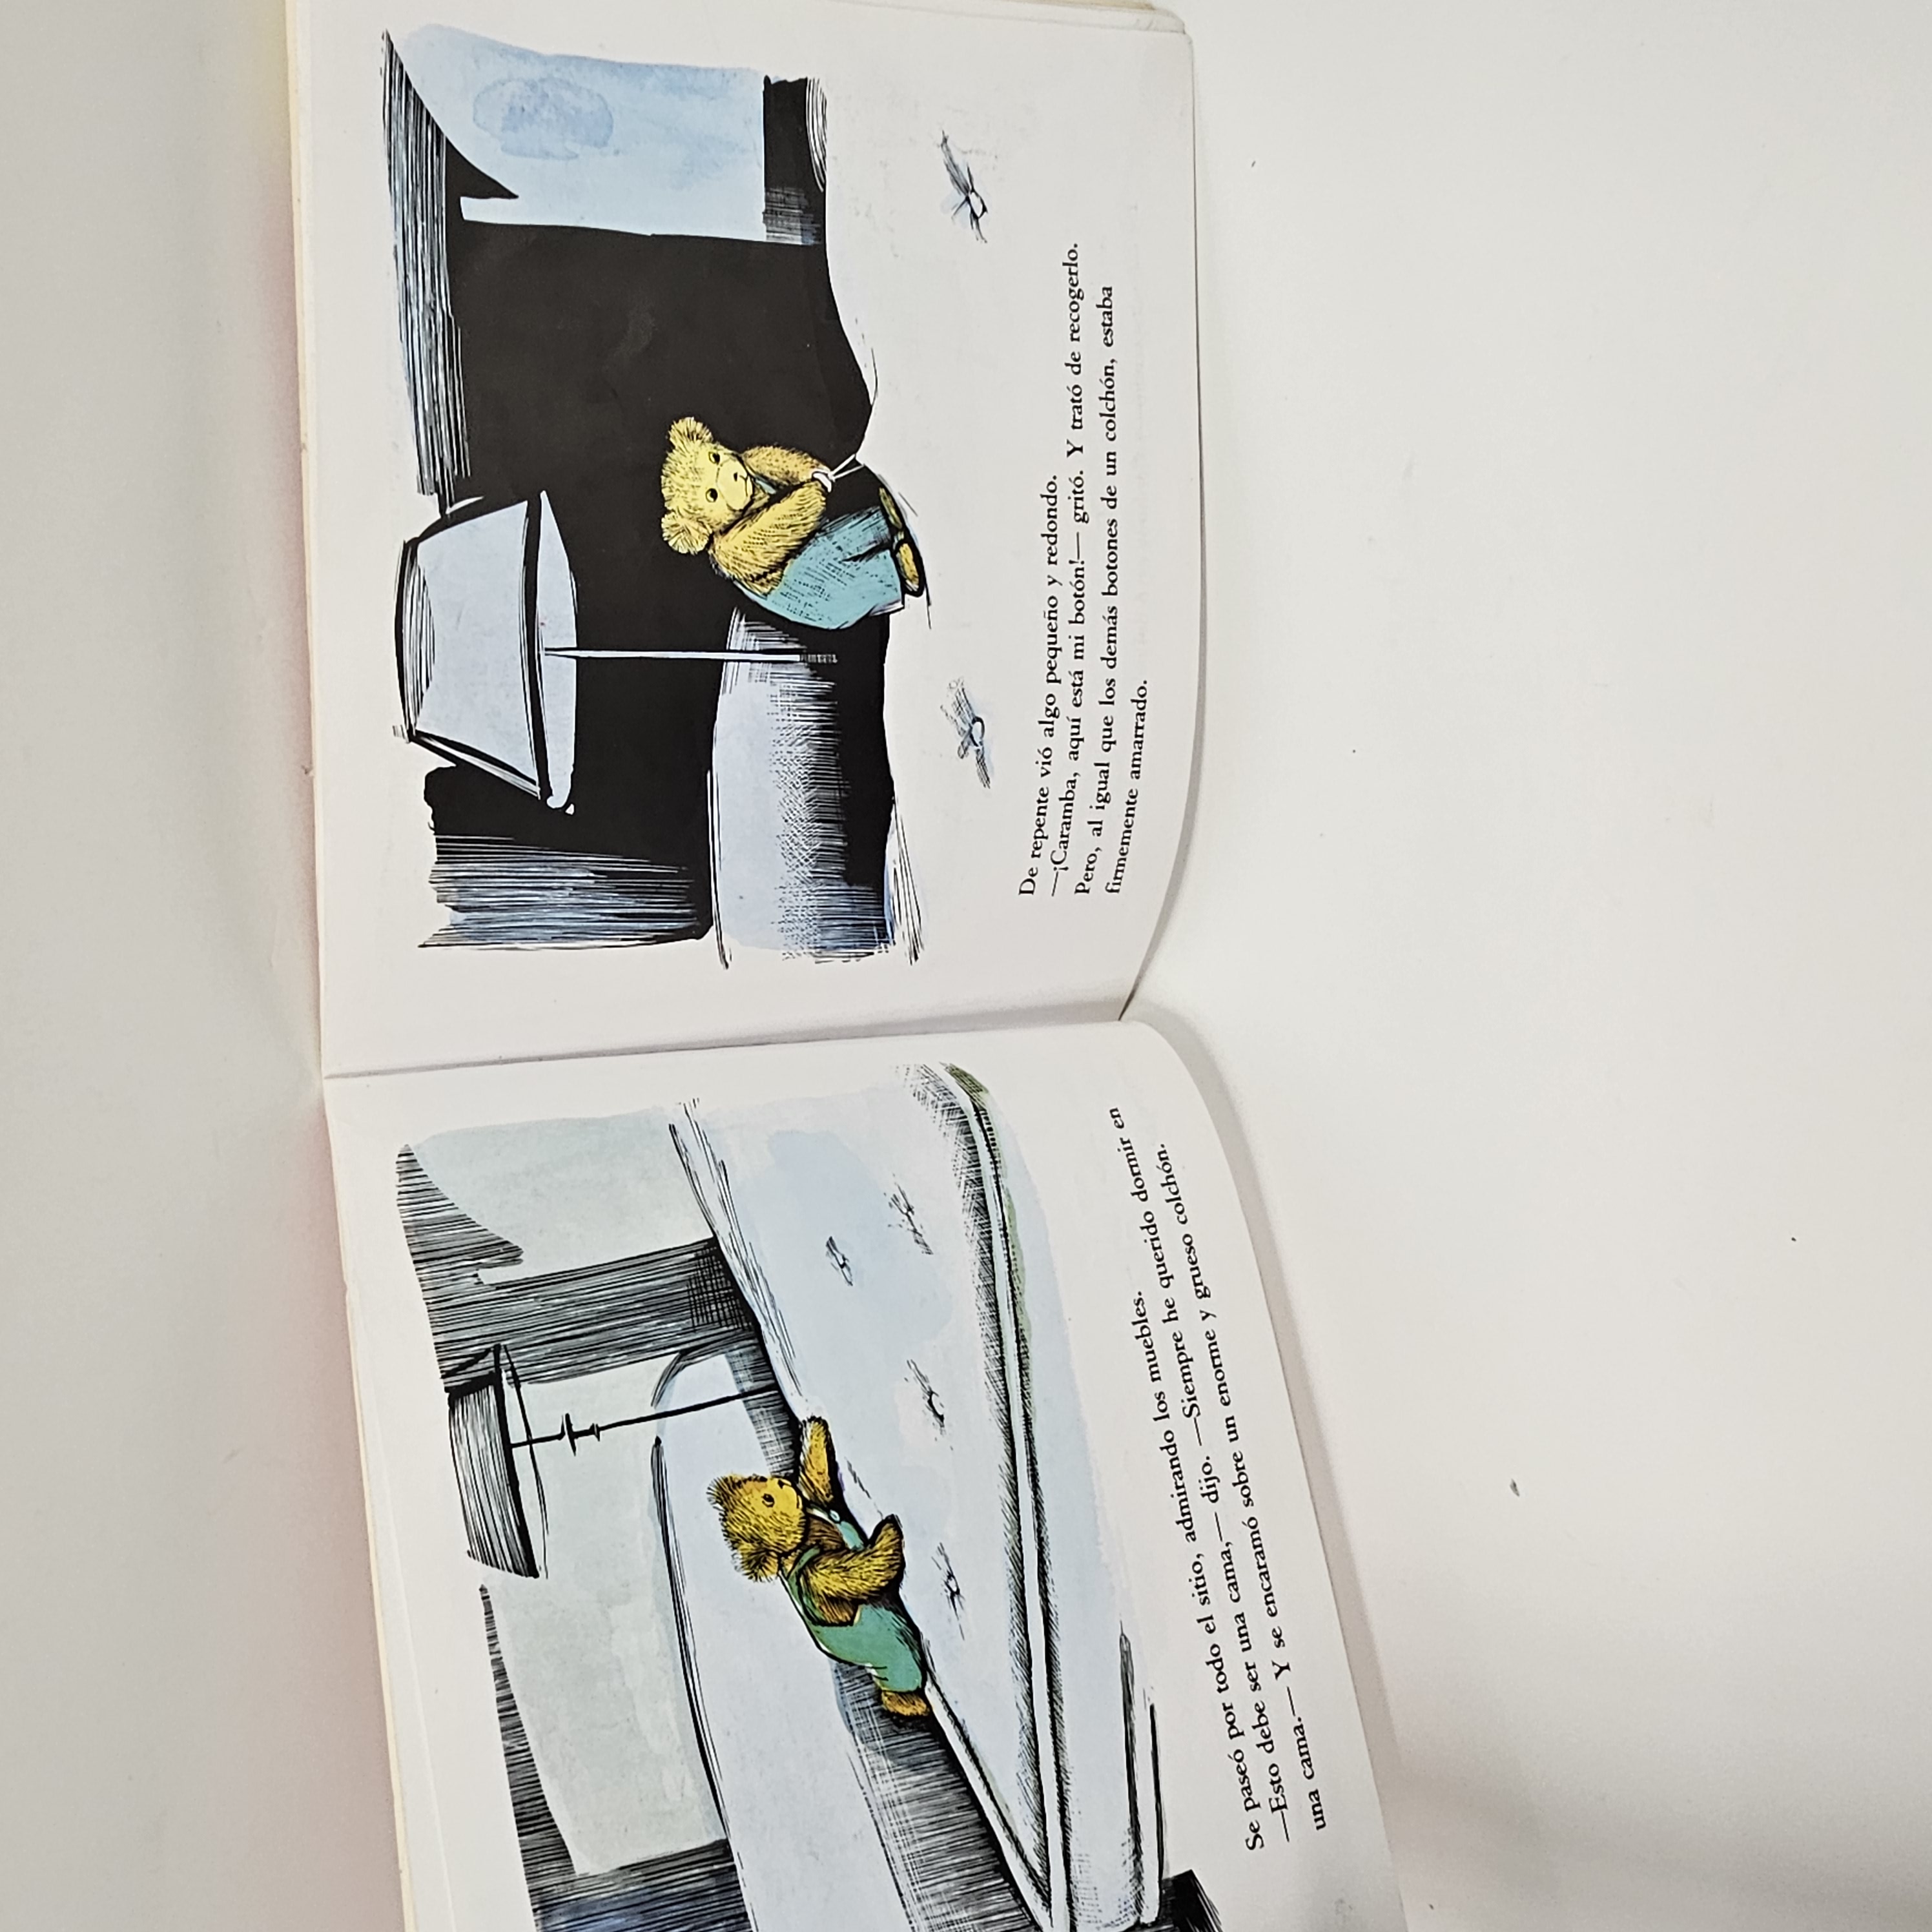 Se paseó por todo el sitio, admirando los muebles.
—Esto debe ser una cama,— dijo. —Siempre he querido dormir en
una cama.— Y se encaramó sobre un enorme y grueso colchón.
De repente vió algo pequeño y redondo.
—¡Caramba, aquí está mi botón!— gritó. Y trató de recogerlo.
Pero, al igual que los demás botones de un colchón, estaba
firmemente amarrado.